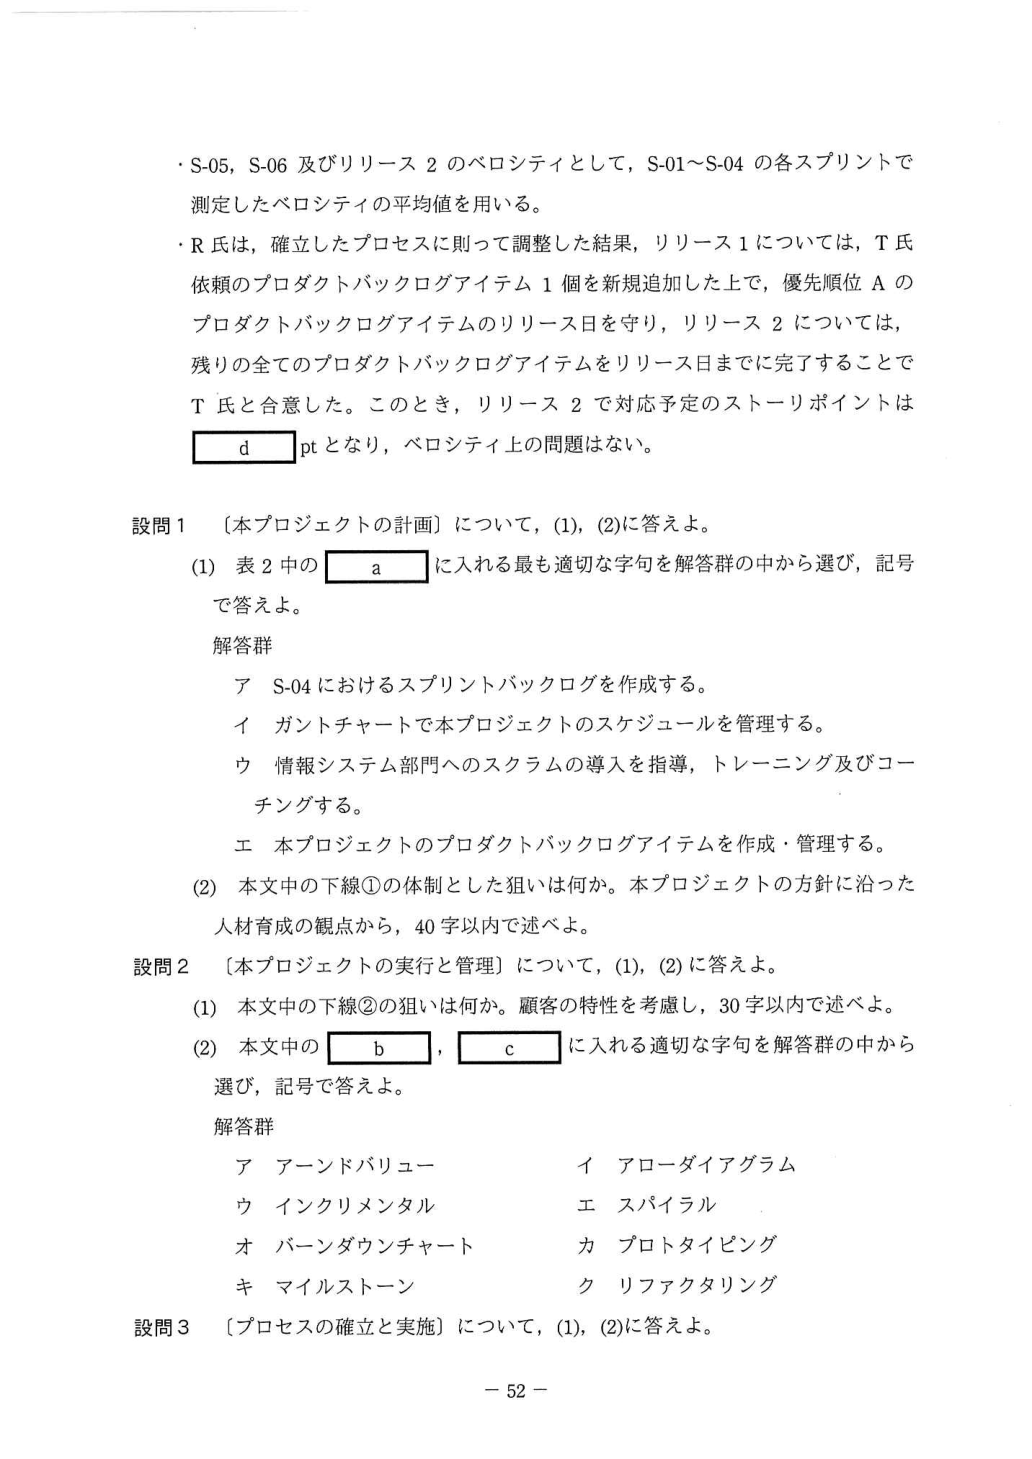 ・S-05，S-06 及びリリース 2 のベロシティとして，S-01～S-04 の各スプリントで
測定したベロシティの平均値を用いる。
・R 氏は，確立したプロセスに則って調整した結果，リリース 1 については，T 氏
依頼のプロダクトバックログアイテム 1 個を新規追加した上で，優先順位 A の
プロダクトバックログアイテムのリリース日を守り，リリース 2 については，
残りの全てのプロダクトバックログアイテムをリリース日までに完了することで
T 氏と合意した。このとき，リリース 2 で対応予定のストーリポイントは
d pt となり，ベロシティ上の問題はない。
設問1 〔本プロジェクトの計画〕について，(1)，(2)に答えよ。
(1) 表 2 中の a に入れる最も適切な字句を解答群の中から選び，記号
で答えよ。
解答群
ア S-04 におけるスプリントバックログを作成する。
イ ガントチャートで本プロジェクトのスケジュールを管理する。
ウ 情報システム部門へのスクラムの導入を指導，トレーニング及びコー
チングする。
エ 本プロジェクトのプロダクトバックログアイテムを作成・管理する。
(2) 本文中の下線①の体制とした狙いは何か。本プロジェクトの方針に沿った
人材育成の観点から，40 字以内で述べよ。
設問2 〔本プロジェクトの実行と管理〕について，(1)，(2) に答えよ。
(1) 本文中の下線②の狙いは何か。顧客の特性を考慮し，30 字以内で述べよ。
(2) 本文中の b ， c に入れる適切な字句を解答群の中から
選び，記号で答えよ。
解答群
ア アーンドバリュー イ アローダイアグラム
ウ インクリメンタル エ スパイラル
オ バーンダウンチャート カ プロトタイピング
キ マイルストーン ク リファクタリング
設問3 〔プロセスの確立と実施〕について，(1)，(2)に答えよ。
－ 52 －